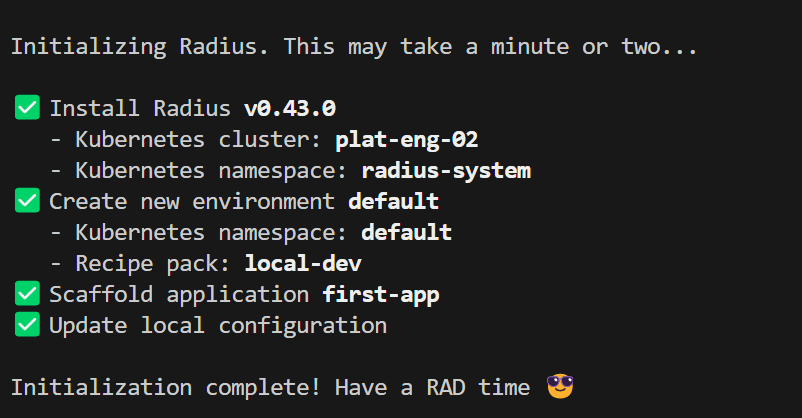 Initializing Radius. This may take a minute or two...
✅ Install Radius v0.43.0
- Kubernetes cluster: plat-eng-02
- Kubernetes namespace: radius-system
✅ Create new environment default
- Kubernetes namespace: default
- Recipe pack: local-dev
✅ Scaffold application first-app
✅ Update local configuration
Initialization complete! Have a RAD time 😎